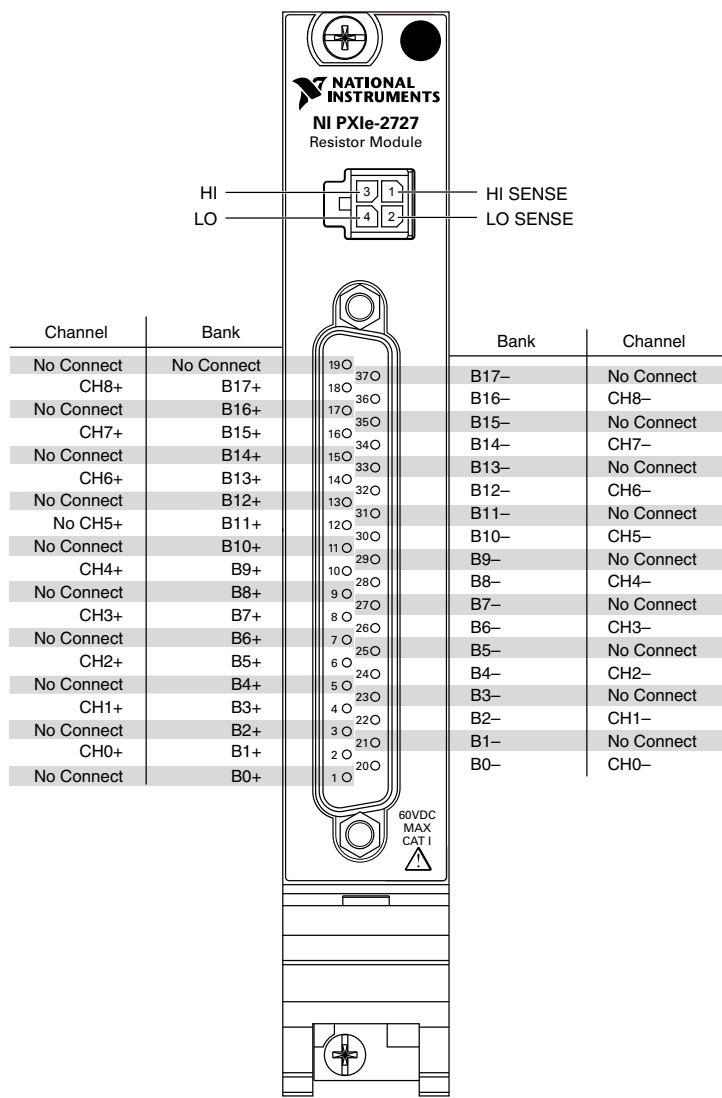 NATIONAL
INSTRUMENTS
NI PXIe-2727
Resistor Module
HI 3 1 HI SENSE
LO 4 2 LO SENSE
Channel Bank
Bank Channel
No Connect No Connect 19
37 B17– No Connect
CH8+ B17+ 18
36 B16– CH8–
No Connect B16+ 17
35 B15– No Connect
CH7+ B15+ 16
34 B14– CH7–
No Connect B14+ 15
33 B13– No Connect
CH6+ B13+ 14
32 B12– CH6–
No Connect B12+ 13
31 B11– No Connect
No CH5+ B11+ 12
30 B10– CH5–
No Connect B10+ 11
29 B9– No Connect
CH4+ B9+ 10
28 B8– CH4–
No Connect B8+ 9
27 B7– No Connect
CH3+ B7+ 8
26 B6– CH3–
No Connect B6+ 7
25 B5– No Connect
CH2+ B5+ 6
24 B4– CH2–
No Connect B4+ 5
23 B3– No Connect
CH1+ B3+ 4
22 B2– CH1–
No Connect B2+ 3
21 B1– No Connect
CH0+ B1+ 2
20 B0– CH0–
No Connect B0+ 1
60VDC
MAX
CAT I